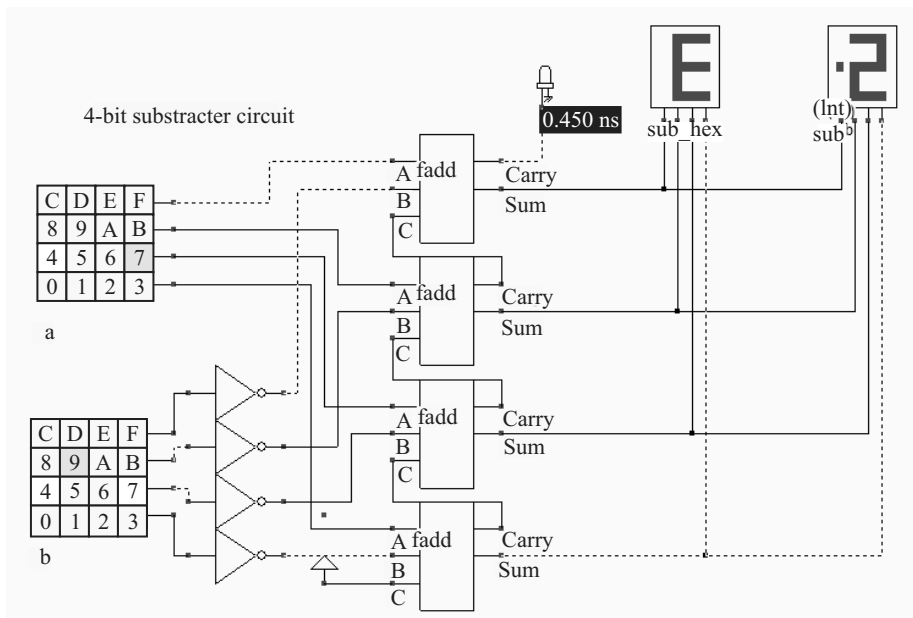 E
-2
(Int)
sub_hex
sub b
0.450 ns
4-bit substracter circuit
fadd
A
B
C
Carry
Sum
C D E F
8 9 A B
4 5 6 7
0 1 2 3
a
fadd
A
B
C
Carry
Sum
fadd
A
B
C
Carry
Sum
C D E F
8 9 A B
4 5 6 7
0 1 2 3
b
fadd
A
B
C
Carry
Sum